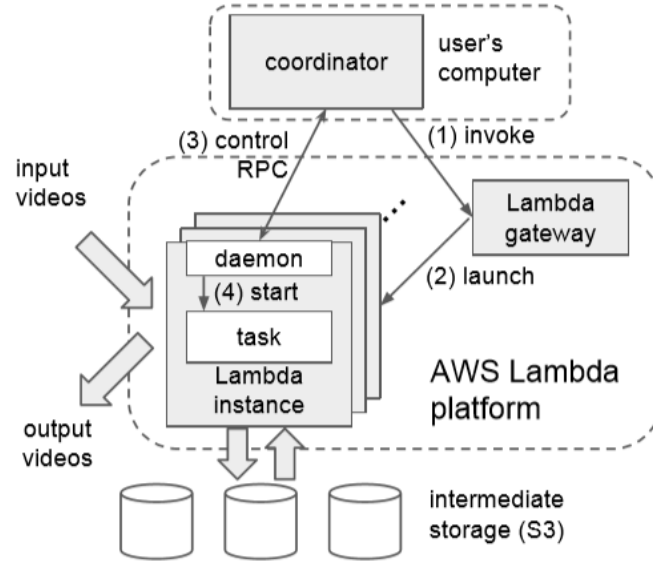 coordinator
user's
computer
(3) control
RPC
(1) invoke
input
videos
Lambda
gateway
daemon
(4) start
(2) launch
task
Lambda
instance
AWS Lambda
platform
output
videos
intermediate
storage (S3)